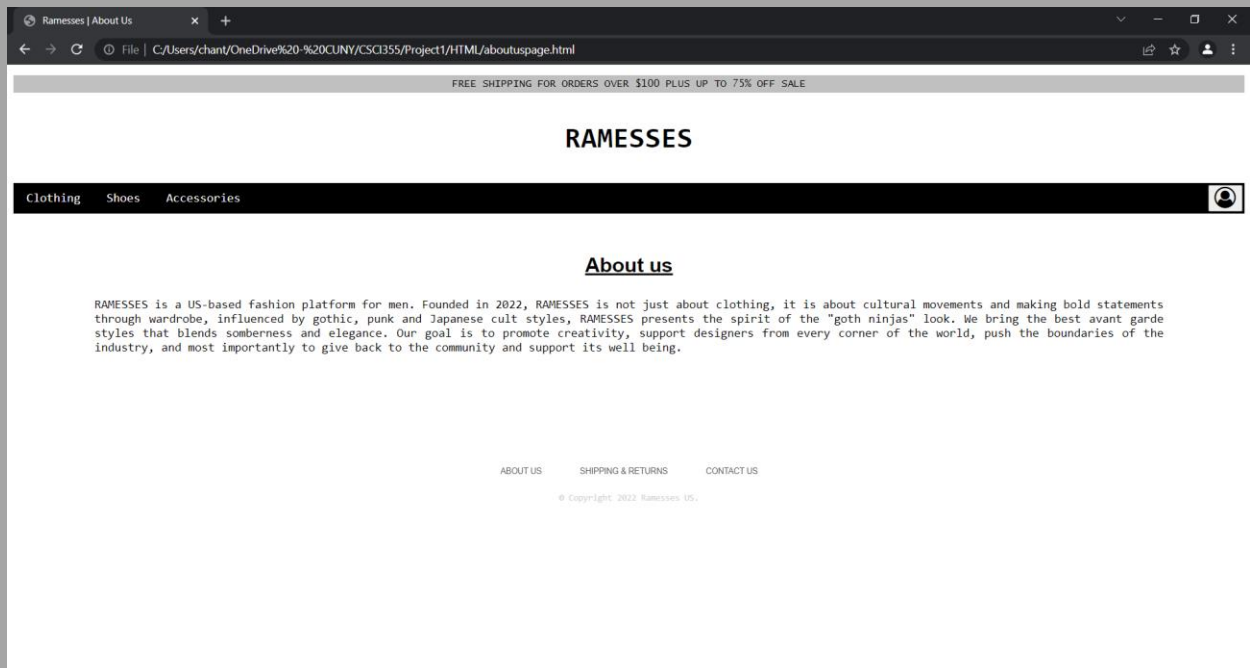 Ramesses | About Us
File | C:/Users/chant/OneDrive%20-%20CUNY/CSCI355/Project1/HTML/aboutuspage.html
FREE SHIPPING FOR ORDERS OVER $100 PLUS UP TO 75% OFF SALE
RAMESSES
Clothing Shoes Accessories
About us
RAMESSES is a US-based fashion platform for men. Founded in 2022, RAMESSES is not just about clothing, it is about cultural movements and making bold statements
through wardrobe, influenced by gothic, punk and Japanese cult styles, RAMESSES presents the spirit of the "goth ninjas" look. We bring the best avant garde
styles that blends somberness and elegance. Our goal is to promote creativity, support designers from every corner of the world, push the boundaries of the
industry, and most importantly to give back to the community and support its well being.
ABOUT US SHIPPING & RETURNS CONTACT US
© Copyright 2022 Ramesses US.